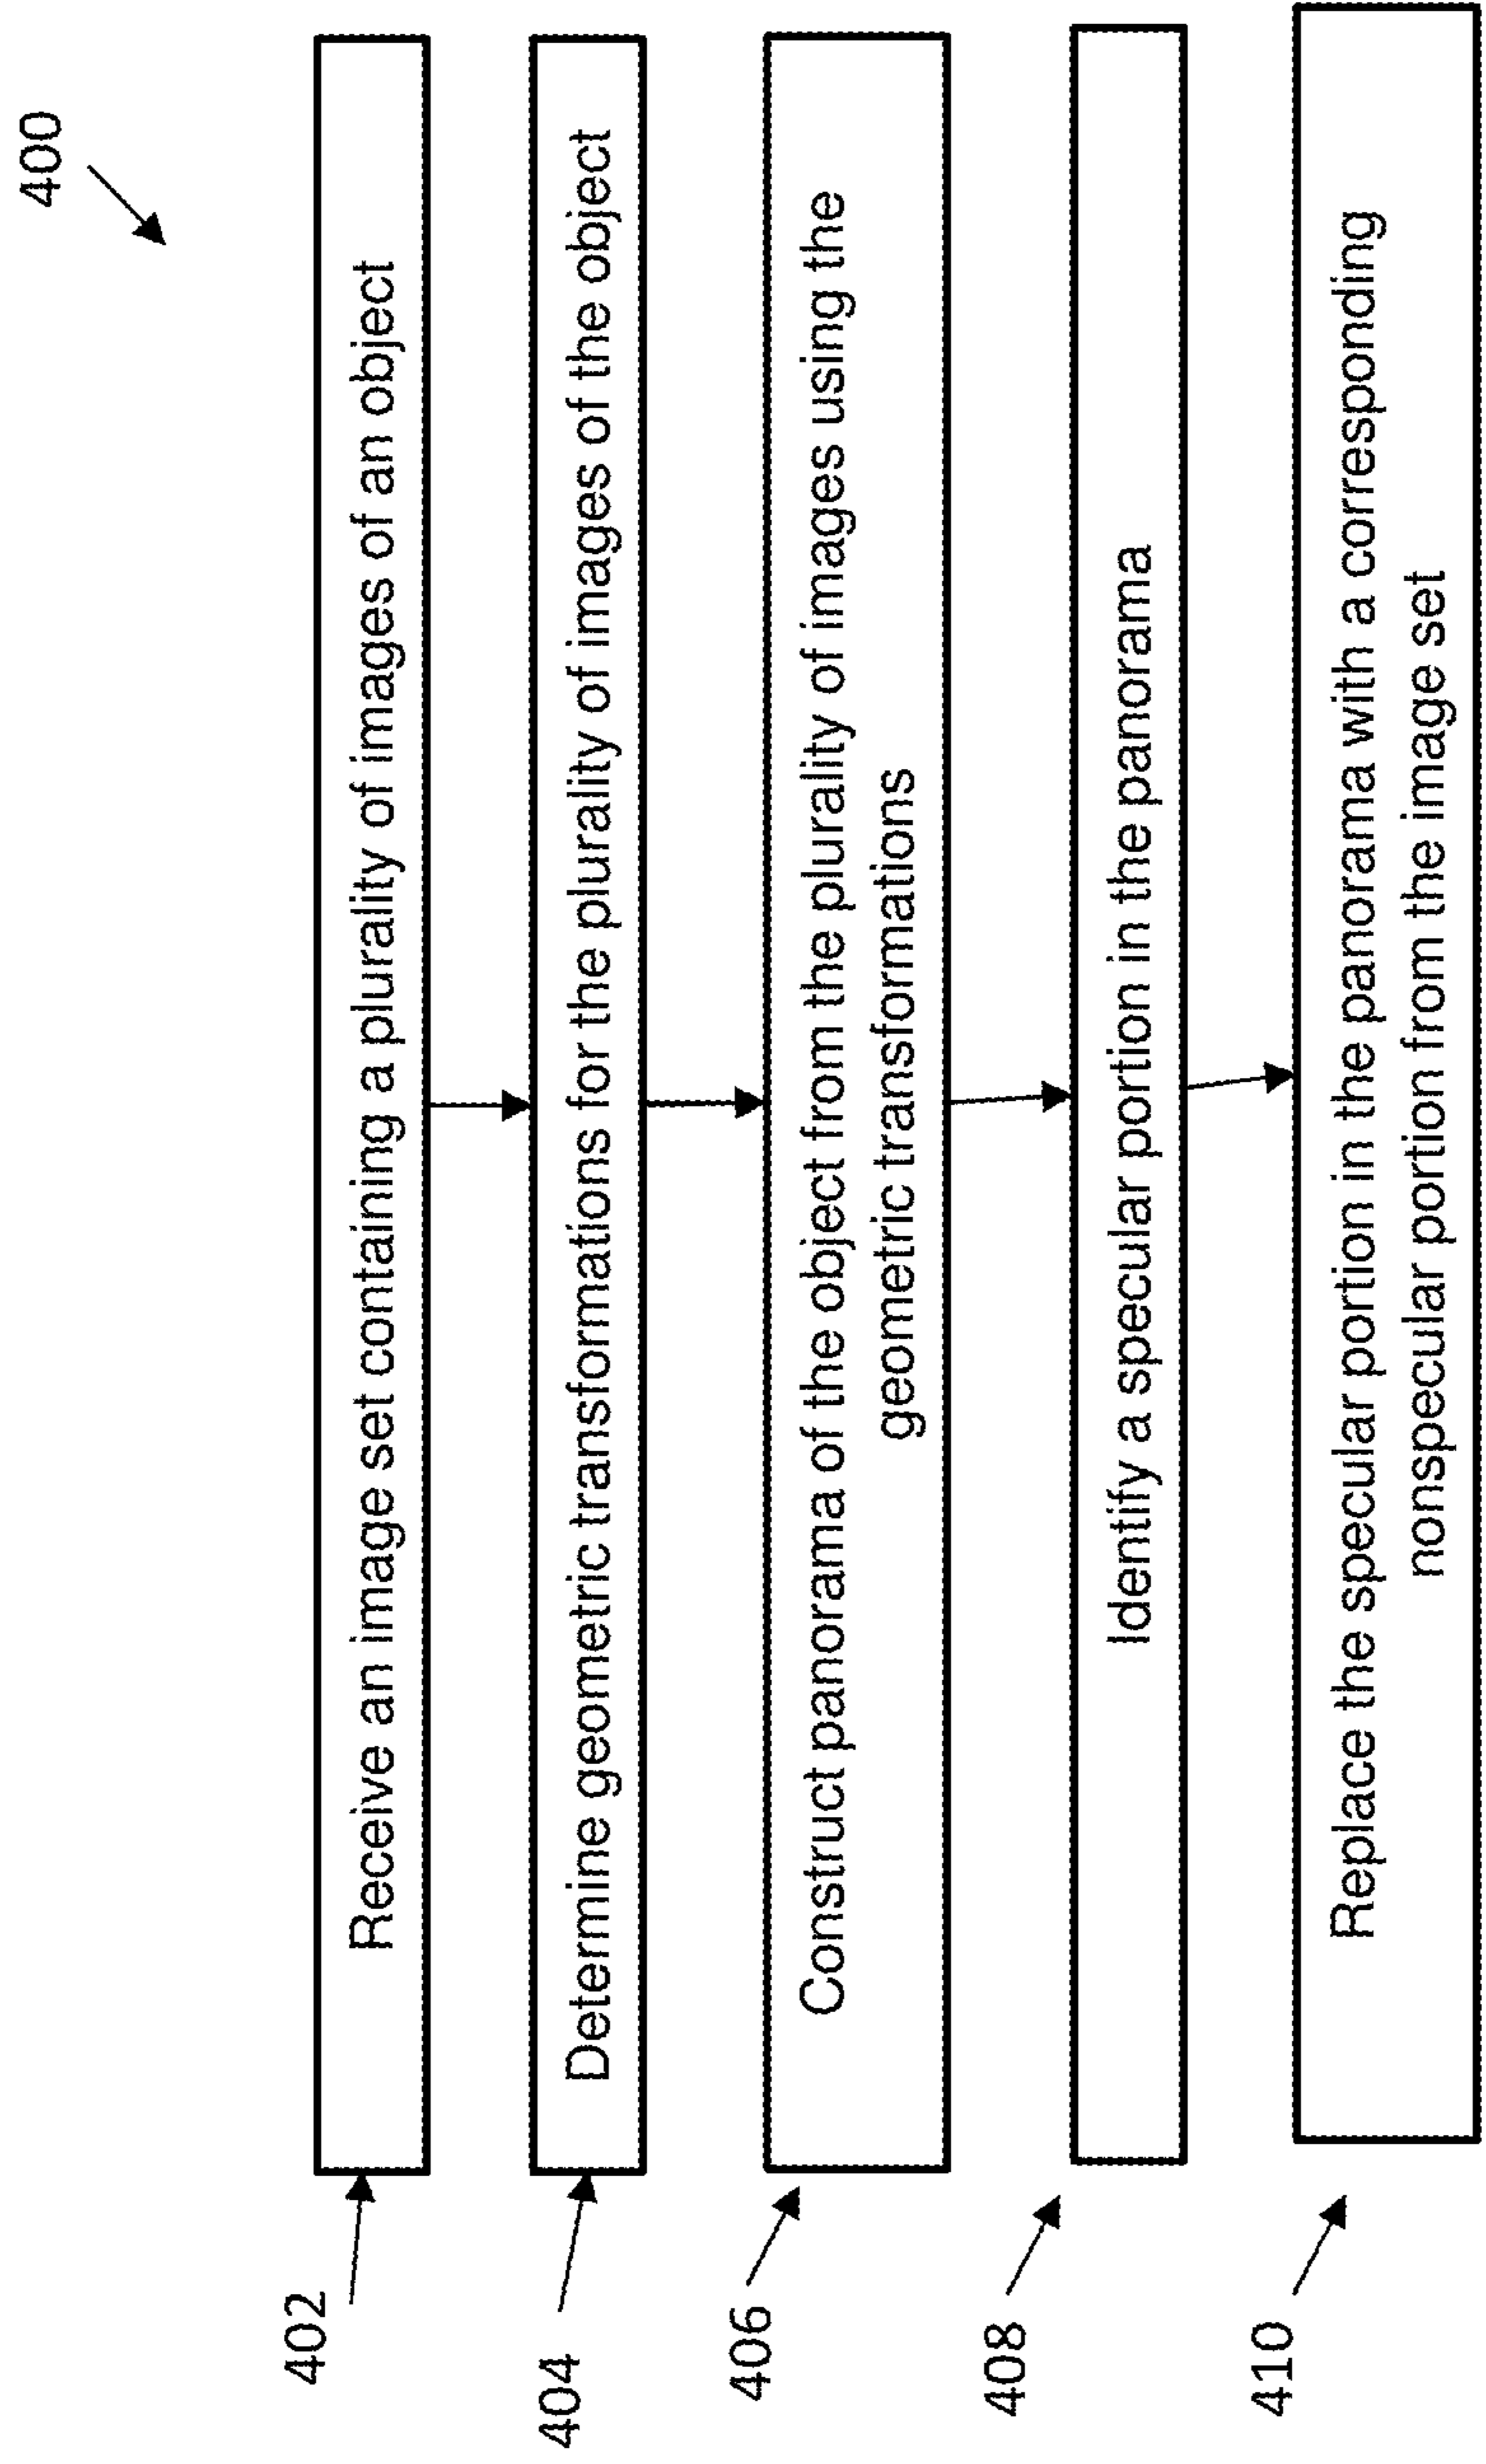 400
402
Receive an image set containing a plurality of images of an object
404
Determine geometric transformations for the plurality of images of the object
406
Construct panorama of the object from the plurality of images using the
geometric transformations
408
Identify a specular portion in the panorama
410
Replace the specular portion in the panorama with a corresponding
nonspecular portion from the image set